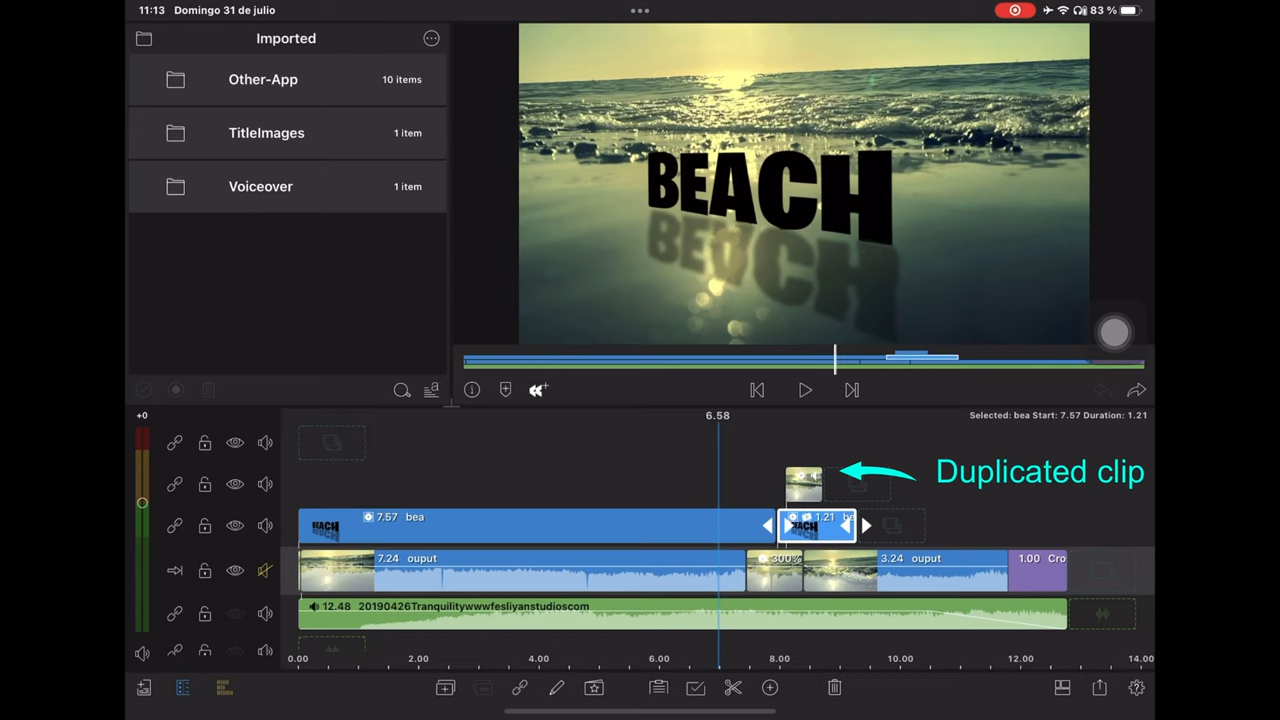 11:13 Domingo 31 de julio
83 %
Imported
Other-App 10 items
TitleImages 1 item
Voiceover 1 item
BEACH
BEACH
+0
6.58
Selected: bea Start: 7.57 Duration: 1.21
Duplicated clip
7.57 bea
BEACH
1.21 be
BEACH
7.24 ouput
300%
3.24 ouput
1.00 Cro
12.48 20190426Tranquilitywwwfesliyanstudioscom
0.00 2.00 4.00 6.00 8.00 10.00 12.00 14.00